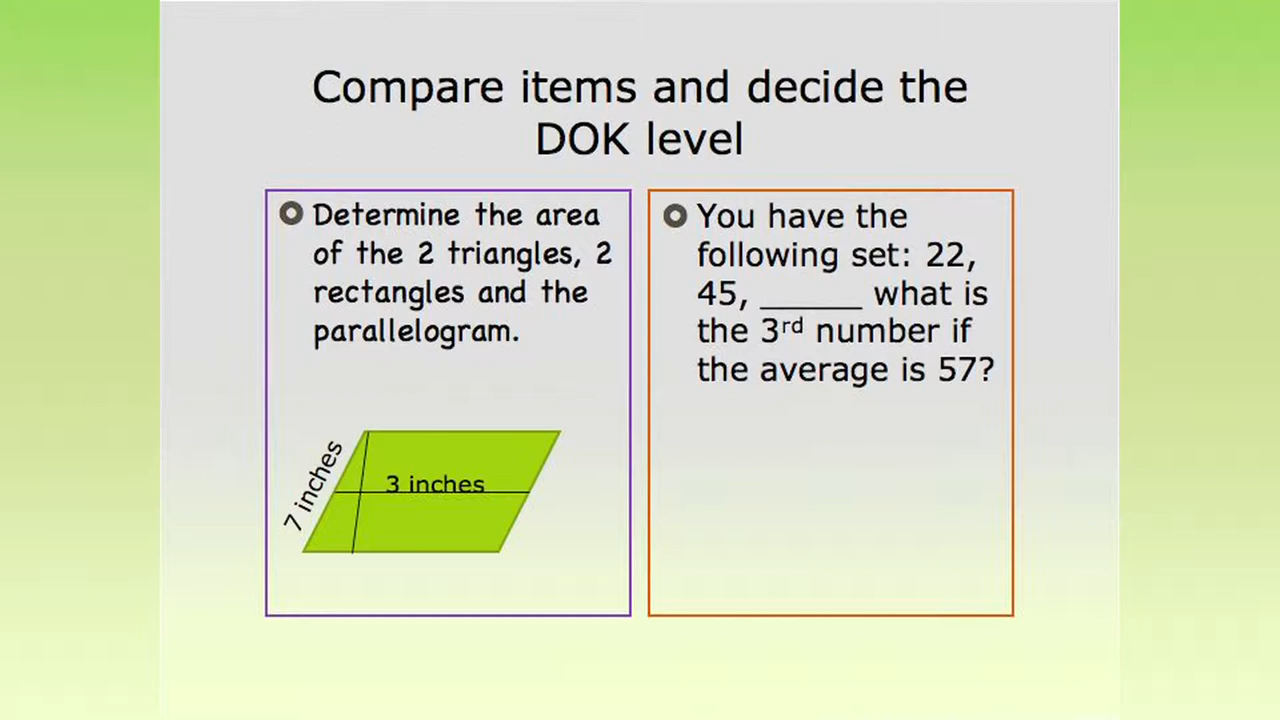 Compare items and decide the
DOK level
Determine the area
of the 2 triangles, 2
rectangles and the
parallelogram.
7 inches
3 inches
You have the
following set: 22,
45, ______ what is
the 3rd number if
the average is 57?